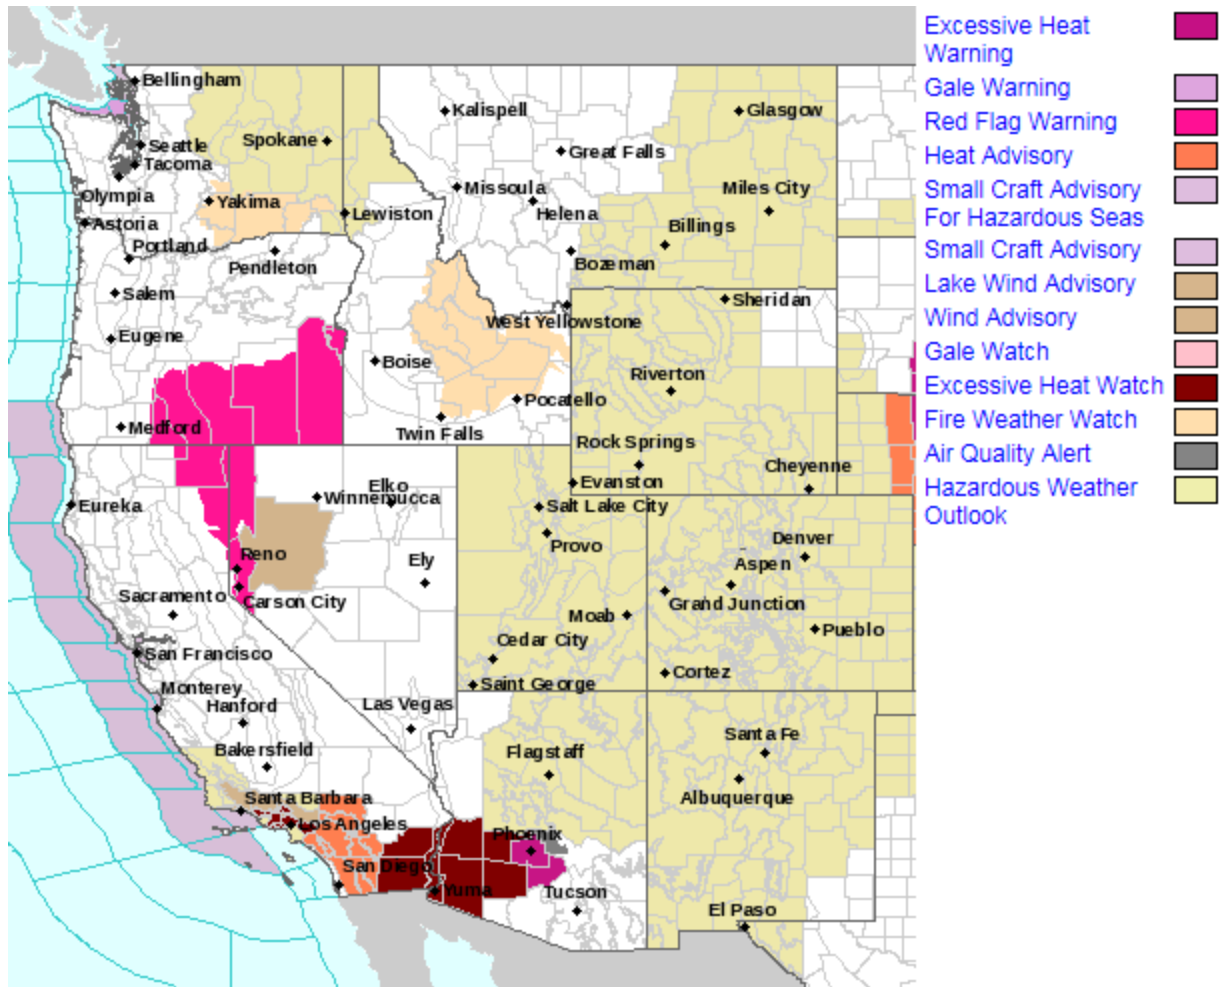 Bellingham
Kalispell
Glasgow
Spokane
Seattle
Great Falls
Tacoma
Olympia
Yakima
Missoula
Miles City
Lewiston
Helena
Astoria
Billings
Portland
Pendleton
Bozeman
Salem
Sheridan
West Yellowstone
Eugene
Boise
Riverton
Pocatello
Medford
Twin Falls
Rock Springs
Cheyenne
Evanston
Elko
Winnemucca
Eureka
Salt Lake City
Provo
Denver
Reno
Ely
Aspen
Sacramento
Carson City
Grand Junction
Moab
Pueblo
Cedar City
San Francisco
Cortez
Monterey
Saint George
Hanford
Las Vegas
Santa Fe
Bakersfield
Flagstaff
Albuquerque
Santa Barbara
Los Angeles
Phoenix
San Diego
Yuma
Tucson
El Paso
Excessive Heat
Warning
Gale Warning
Red Flag Warning
Heat Advisory
Small Craft Advisory
For Hazardous Seas
Small Craft Advisory
Lake Wind Advisory
Wind Advisory
Gale Watch
Excessive Heat Watch
Fire Weather Watch
Air Quality Alert
Hazardous Weather
Outlook